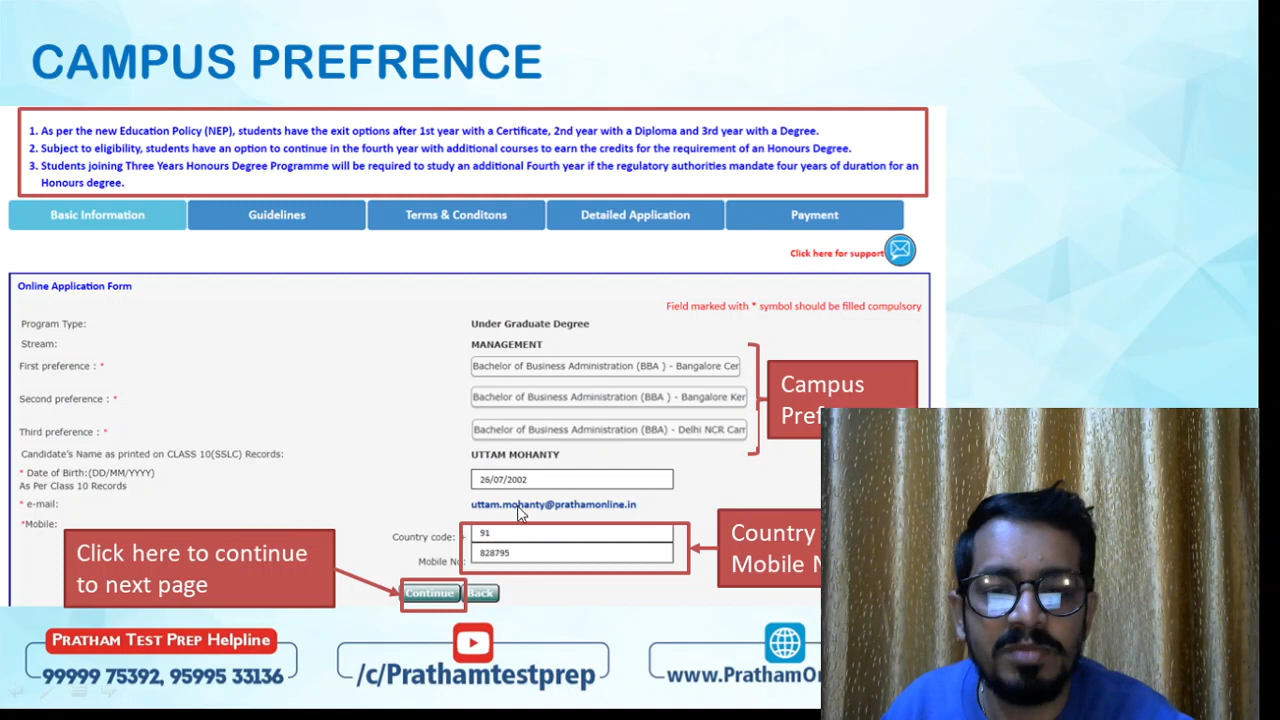 CAMPUS PREFRENCE
1. As per the new Education Policy (NEP), students have the exit options after 1st year with a Certificate, 2nd year with a Diploma and 3rd year with a Degree.
2. Subject to eligibility, students have an option to continue in the fourth year with additional courses to earn the credits for the requirement of an Honours Degree.
3. Students joining Three Years Honours Degree Programme will be required to study an additional Fourth year if the regulatory authorities mandate four years of duration for an
Honours degree.
Basic Information Guidelines Terms & Conditons Detailed Application Payment
Click here for support
Online Application Form
Field marked with * symbol should be filled compulsory
Program Type: Under Graduate Degree
Stream: MANAGEMENT
First preference : * Bachelor of Business Administration (BBA ) - Bangalore Cer
Second preference : * Bachelor of Business Administration (BBA ) - Bangalore Ker
Third preference : * Bachelor of Business Administration (BBA) - Delhi NCR Cam
Campus
Pref
Candidate's Name as printed on CLASS 10(SSLC) Records: UTTAM MOHANTY
* Date of Birth:(DD/MM/YYYY)
As Per Class 10 Records
26/07/2002
* e-mail: uttam.mohanty@prathamonline.in
*Mobile:
Country code: 91
Mobile No: 828795
Country
Mobile N
Click here to continue
to next page
Continue Back
PRATHAM TEST PREP Helpline
99999 75392, 95995 33136
/c/Prathamtestprep
www.PrathamOn